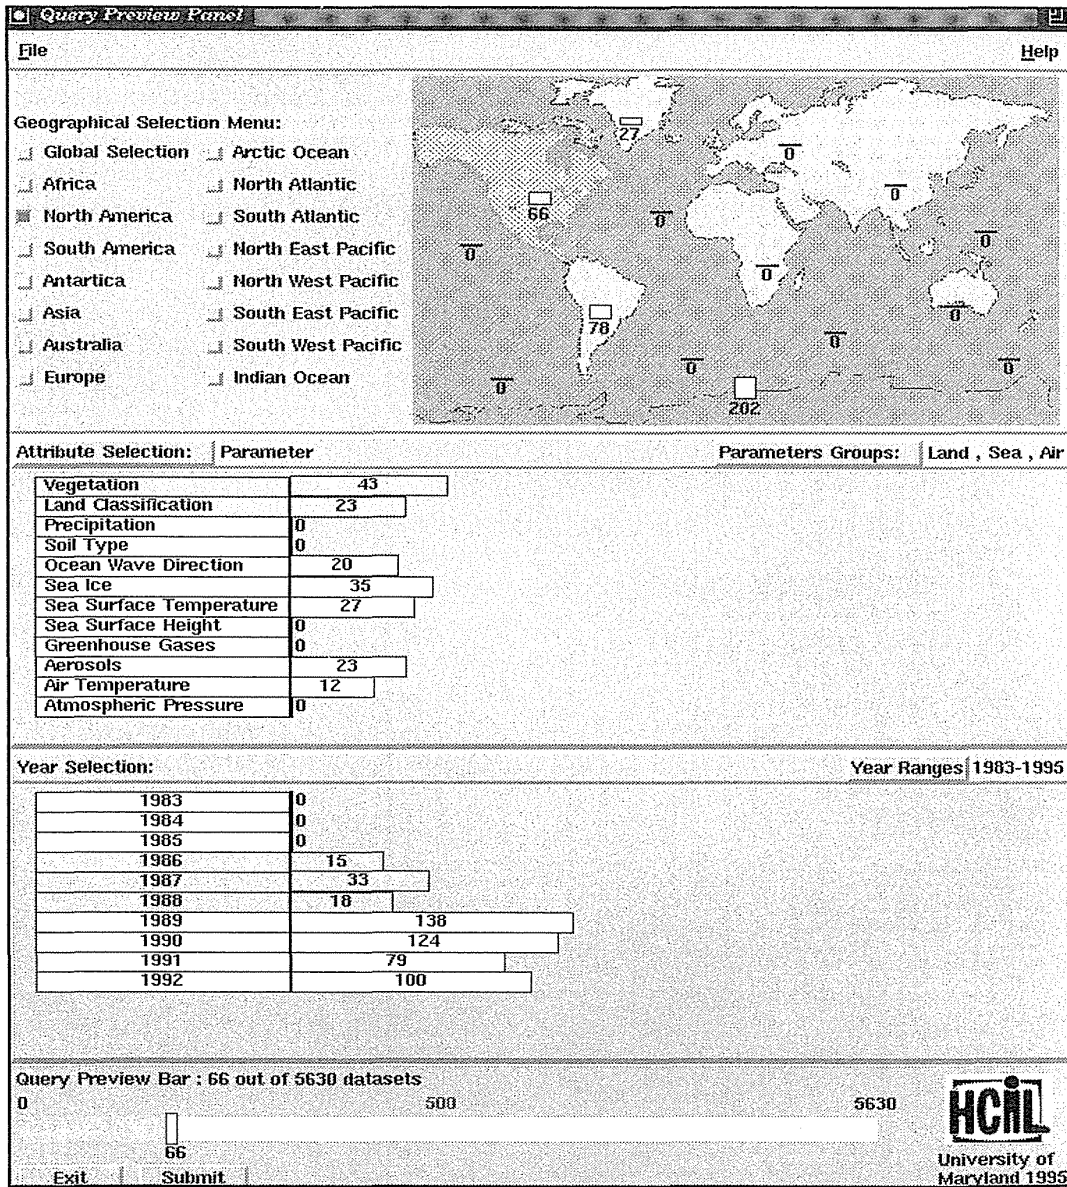 Query Preview Panel
File Help
Geographical Selection Menu:
Global Selection Arctic Ocean
Africa North Atlantic
North America South Atlantic
South America North East Pacific
Antartica North West Pacific
Asia South East Pacific
Australia South West Pacific
Europe Indian Ocean
27
0
0
66
0
0
0
0
78
0
0
0
0
0
202
Attribute Selection: Parameter Parameters Groups: Land , Sea , Air
Vegetation 43
Land Classification 23
Precipitation 0
Soil Type 0
Ocean Wave Direction 20
Sea Ice 35
Sea Surface Temperature 27
Sea Surface Height 0
Greenhouse Gases 0
Aerosols 23
Air Temperature 12
Atmospheric Pressure 0
Year Selection: Year Ranges 1983-1995
1983 0
1984 0
1985 0
1986 15
1987 33
1988 18
1989 138
1990 124
1991 79
1992 100
Query Preview Bar : 66 out of 5630 datasets
0 500 5630
66
Exit Submit
HCIL
University of
Maryland 1995